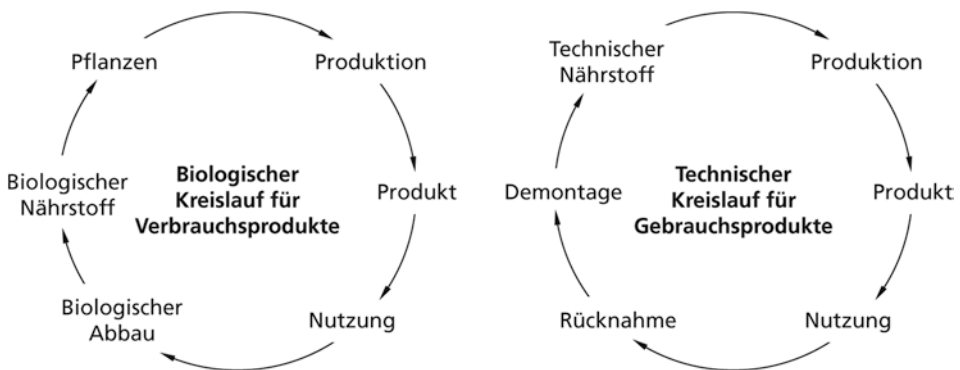 Pflanzen
Produktion
Produkt
Nutzung
Biologischer
Abbau
Biologischer
Nährstoff
Biologischer
Kreislauf für
Verbrauchsprodukte
Technischer
Nährstoff
Produktion
Produkt
Nutzung
Rücknahme
Demontage
Technischer
Kreislauf für
Gebrauchsprodukte